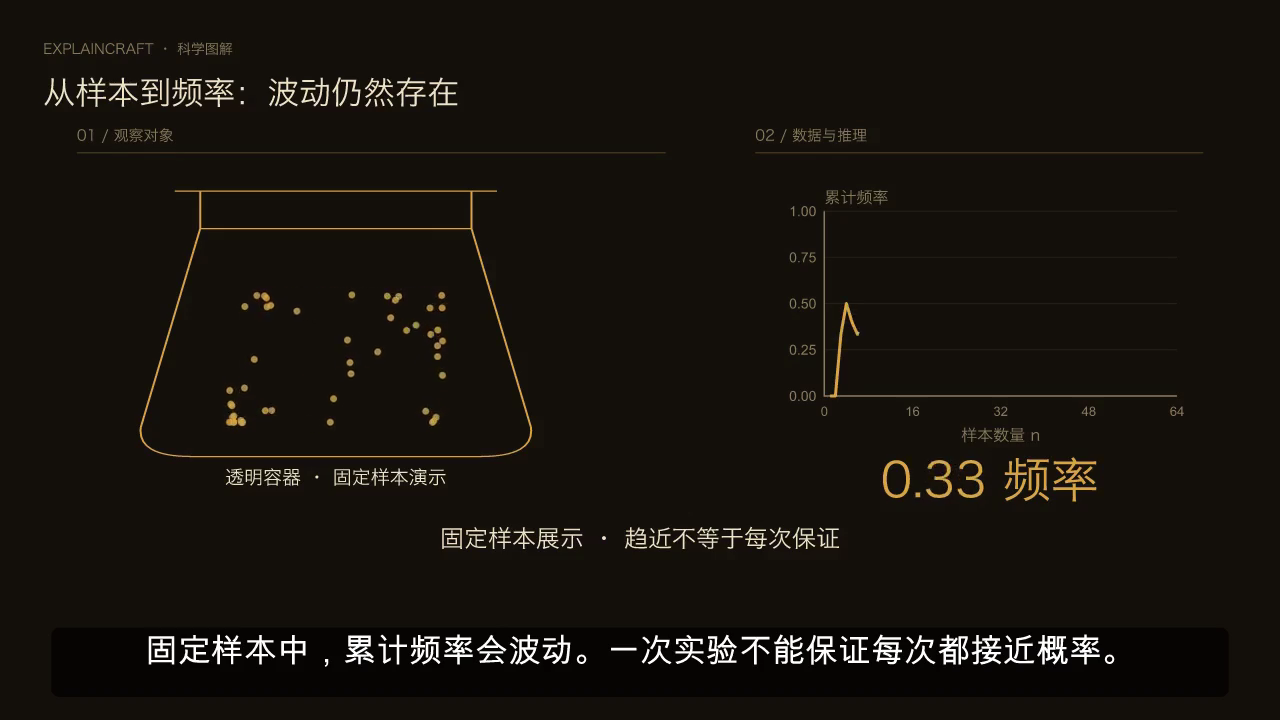 EXPLAINCRAFT · 科学图解
从样本到频率：波动仍然存在
01 / 观察对象
透明容器 · 固定样本演示
02 / 数据与推理
累计频率
1.00
0.75
0.50
0.25
0.00
0 16 32 48 64
样本数量 n
0.33 频率
固定样本展示 · 趋近不等于每次保证
固定样本中，累计频率会波动。一次实验不能保证每次都接近概率。